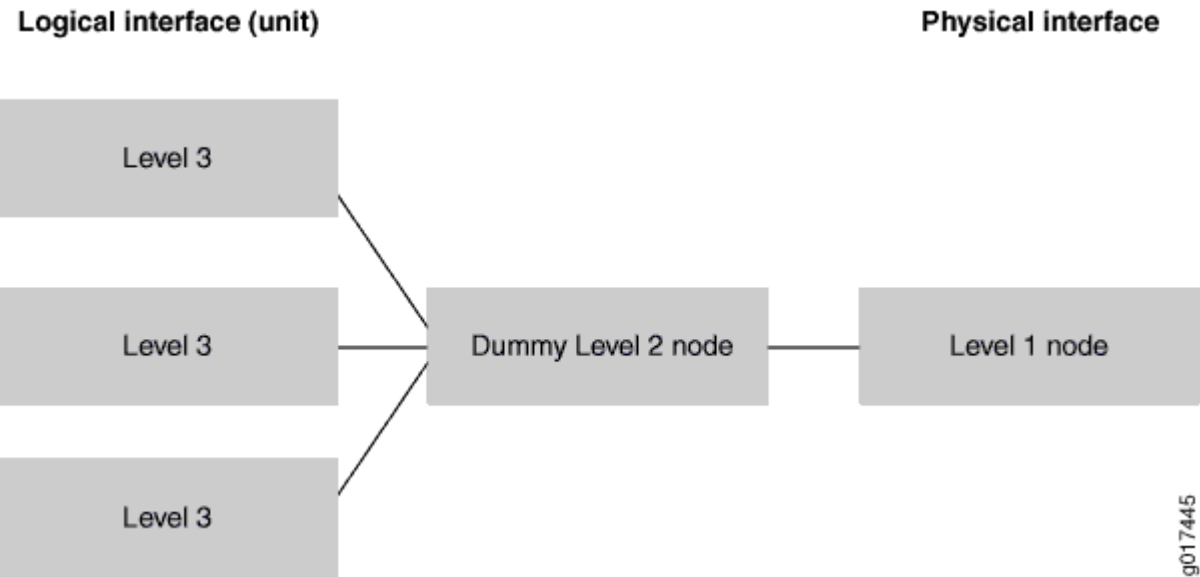 Logical interface (unit)
Physical interface
Level 3
Level 3
Dummy Level 2 node
Level 1 node
Level 3
g017445